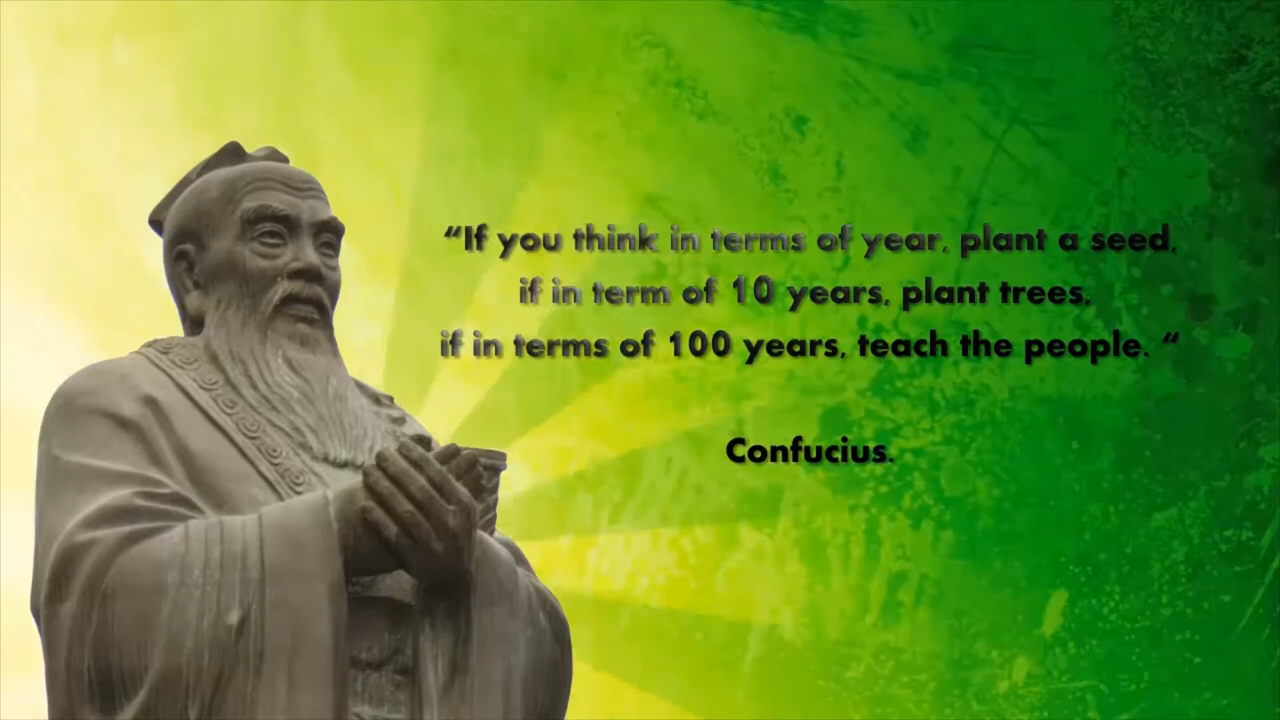 “If you think in terms of year, plant a seed,
if in term of 10 years, plant trees,
if in terms of 100 years, teach the people. “
Confucius.